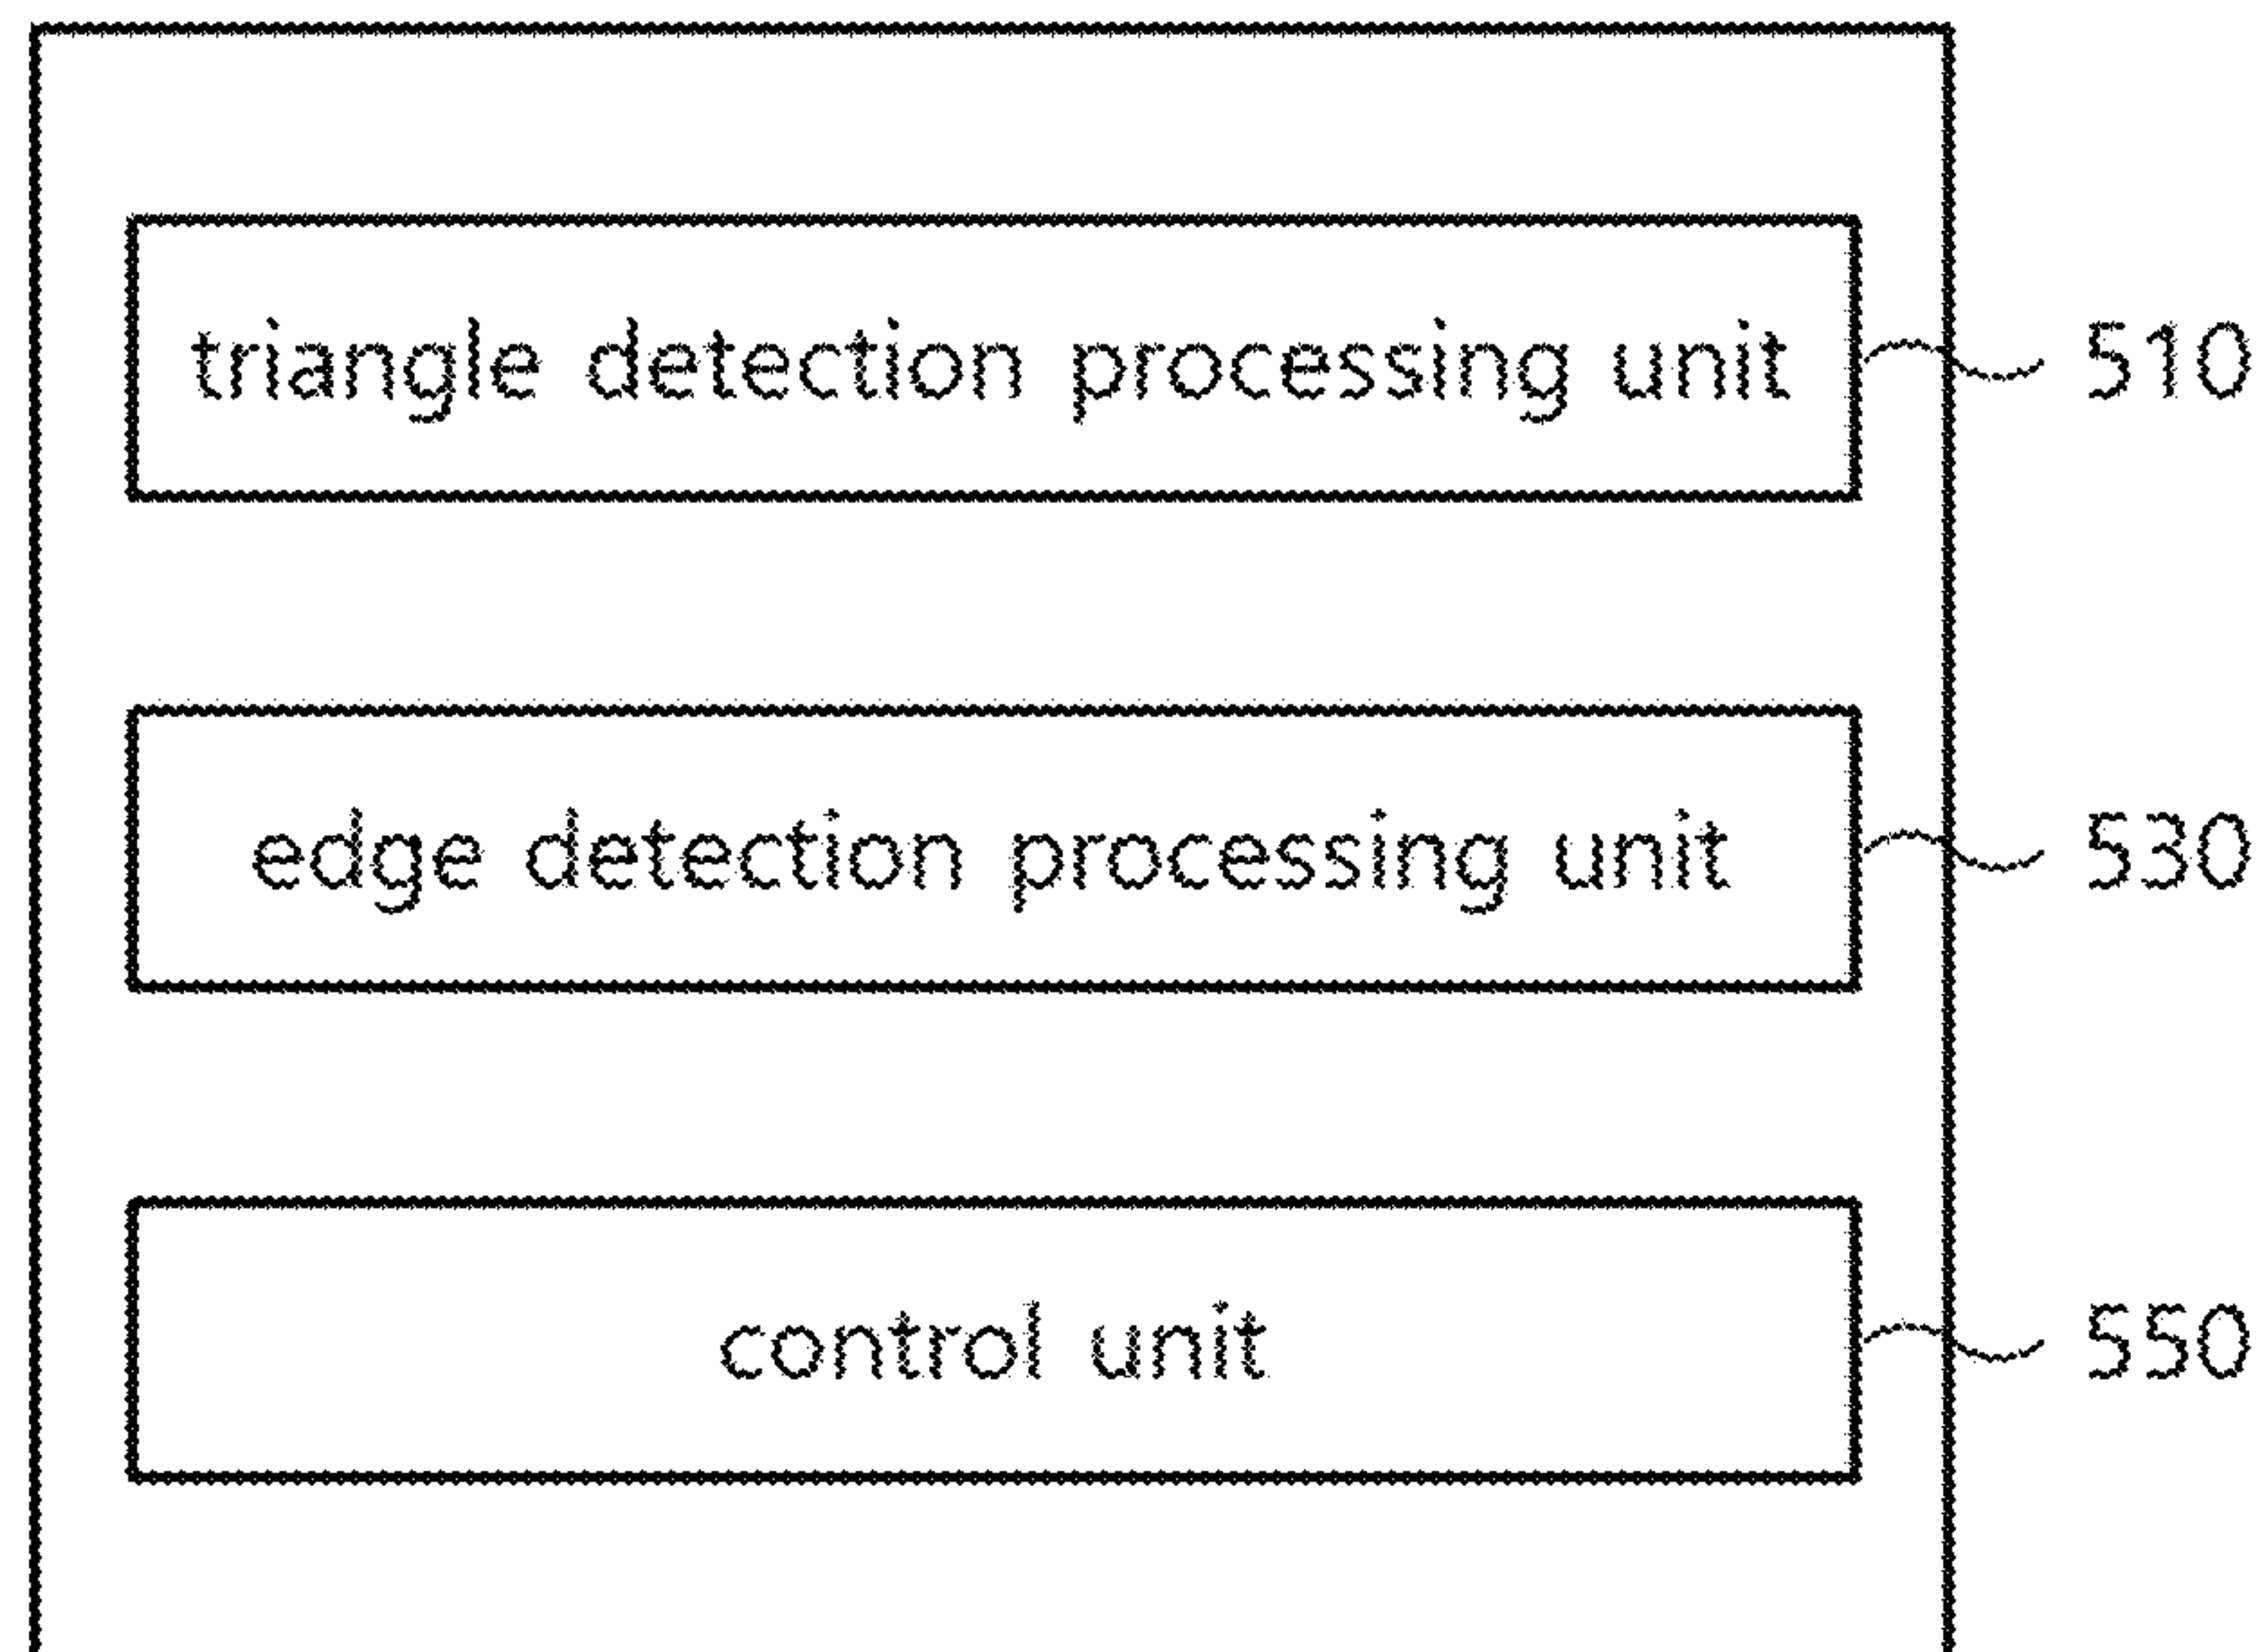 triangle detection processing unit 510
edge detection processing unit 530
control unit 550